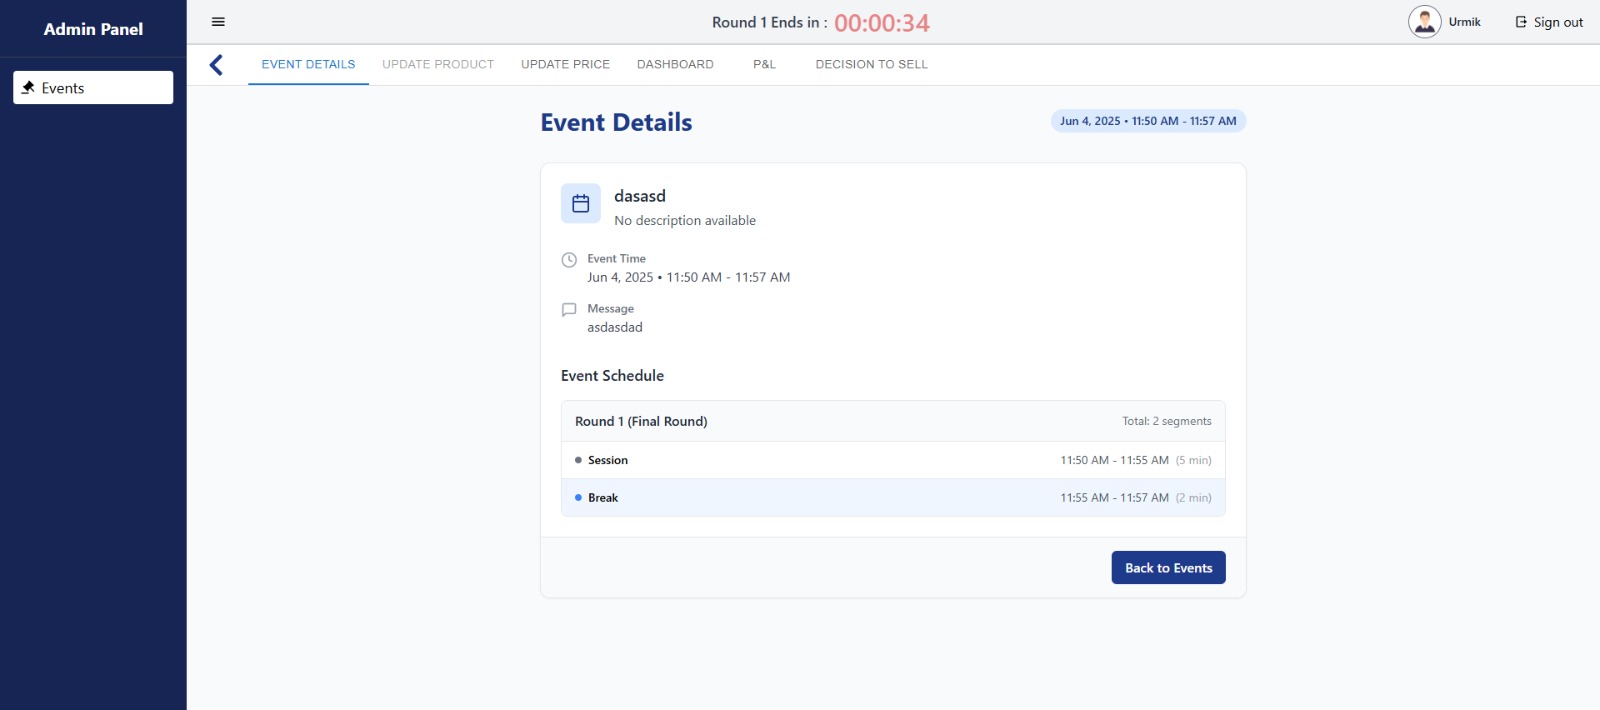 Admin Panel
Events
Round 1 Ends in : 00:00:34
Urmik
Sign out
EVENT DETAILS UPDATE PRODUCT UPDATE PRICE DASHBOARD P&L DECISION TO SELL
Event Details
Jun 4, 2025 • 11:50 AM - 11:57 AM
dasasd
No description available
Event Time
Jun 4, 2025 • 11:50 AM - 11:57 AM
Message
asdasdad
Event Schedule
Round 1 (Final Round) Total: 2 segments
Session 11:50 AM - 11:55 AM (5 min)
Break 11:55 AM - 11:57 AM (2 min)
Back to Events